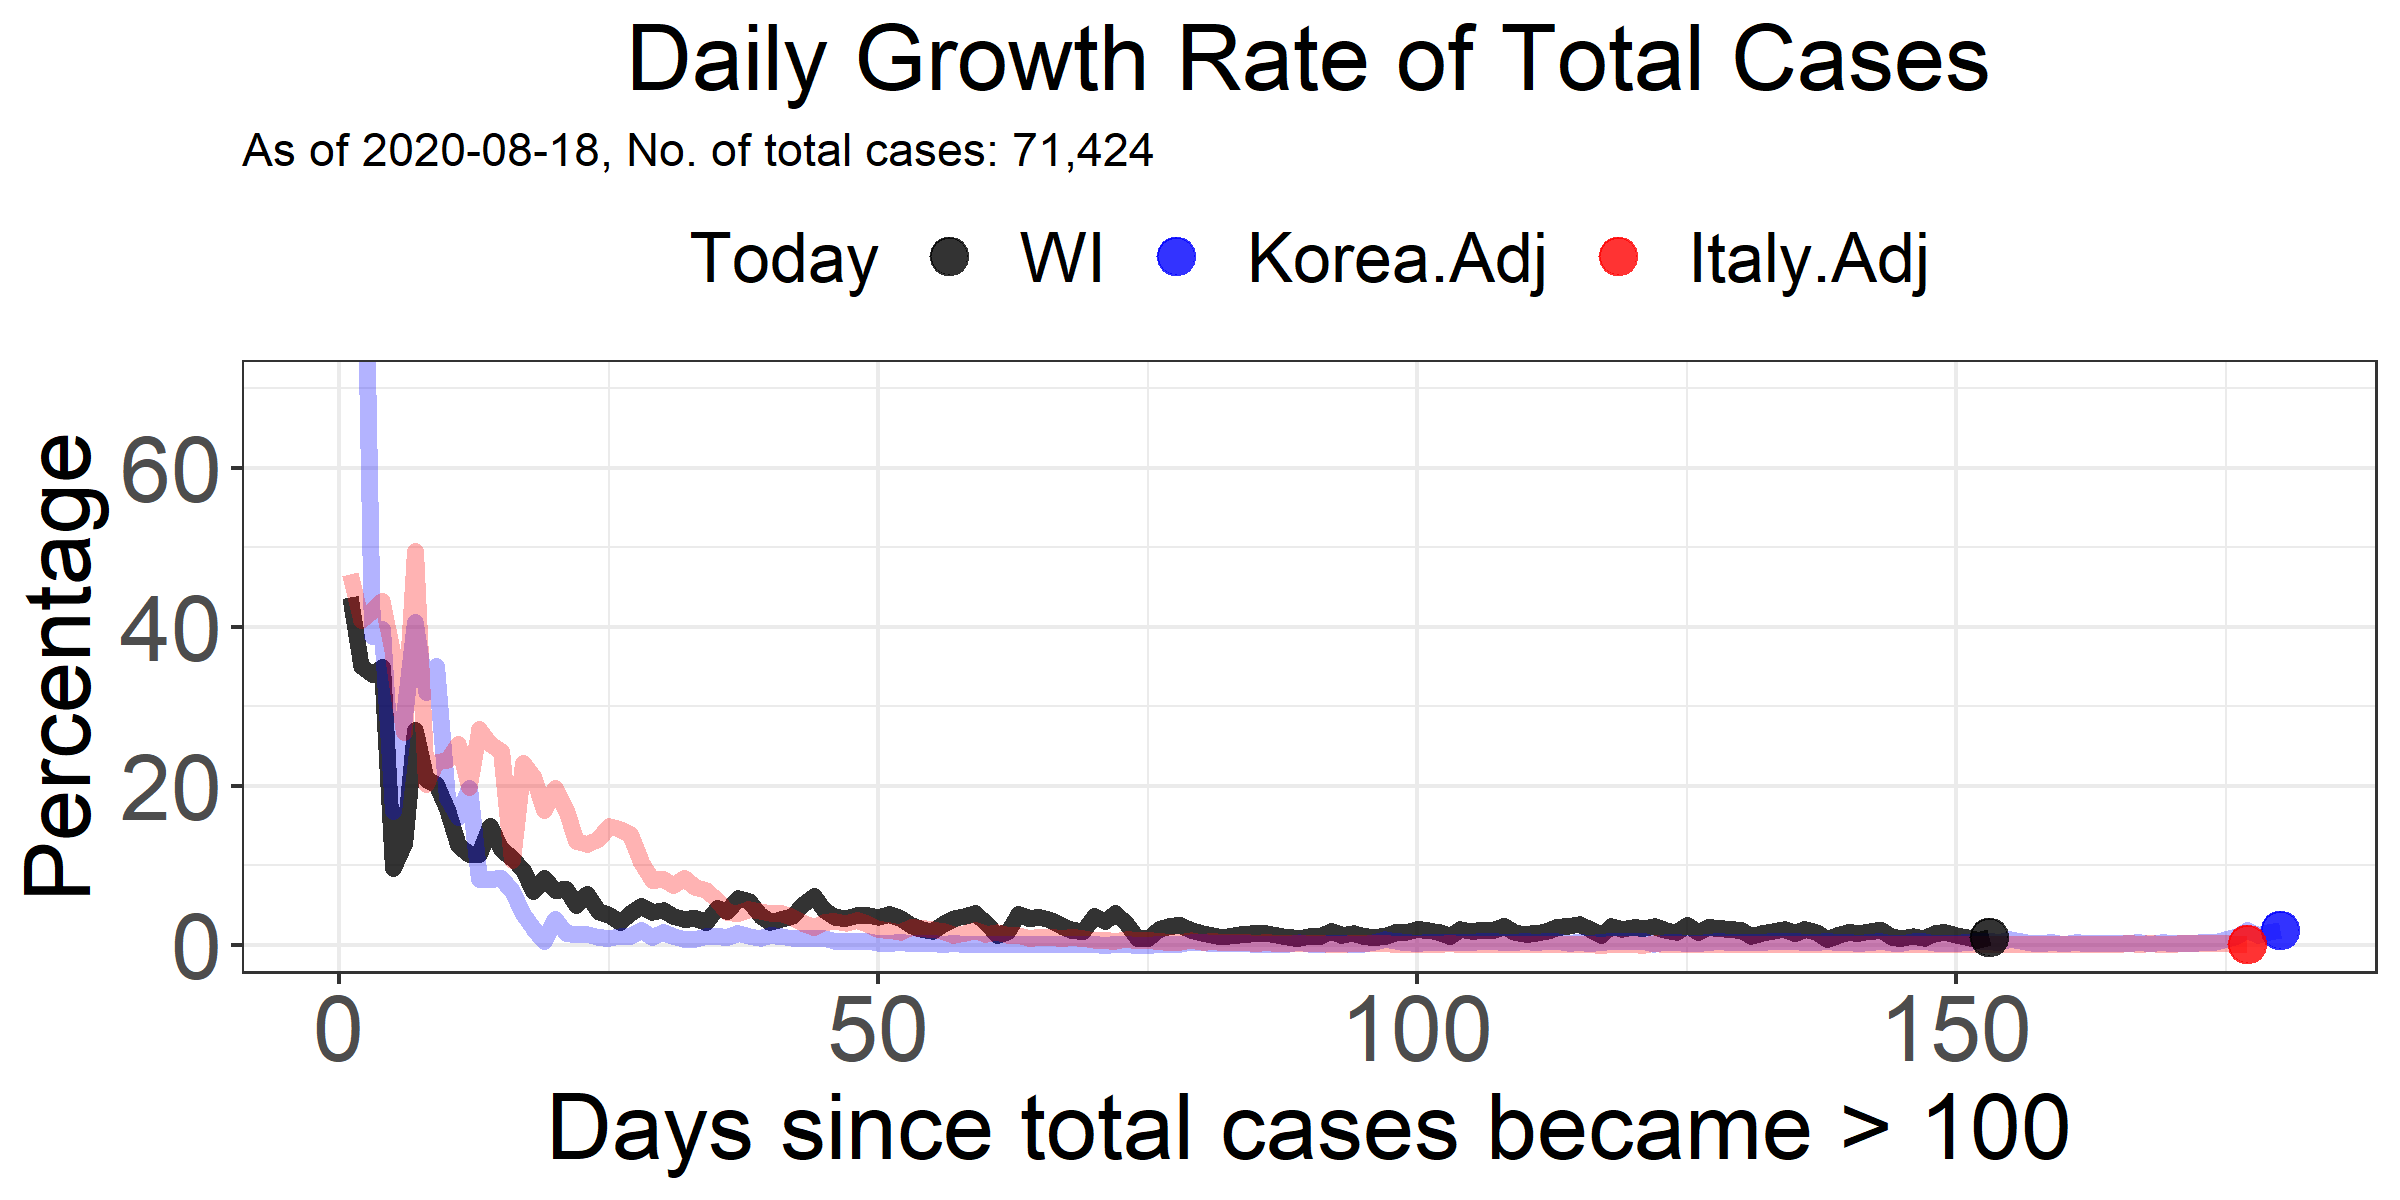 Daily Growth Rate of Total Cases
As of 2020-08-18, No. of total cases: 71,424
Today WI Korea.Adj Italy.Adj
Percentage
60
40
20
0
0 50 100 150
Days since total cases became > 100